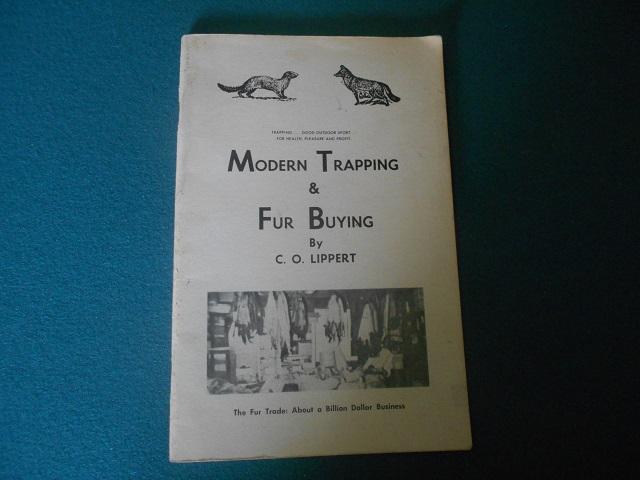 TRAPPING . . . GOOD OUTDOOR SPORT . .
FOR HEALTH, PLEASURE AND PROFIT.
MODERN TRAPPING
&
FUR BUYING
By
C. O. LIPPERT
The Fur Trade: About a Billion Dollar Business